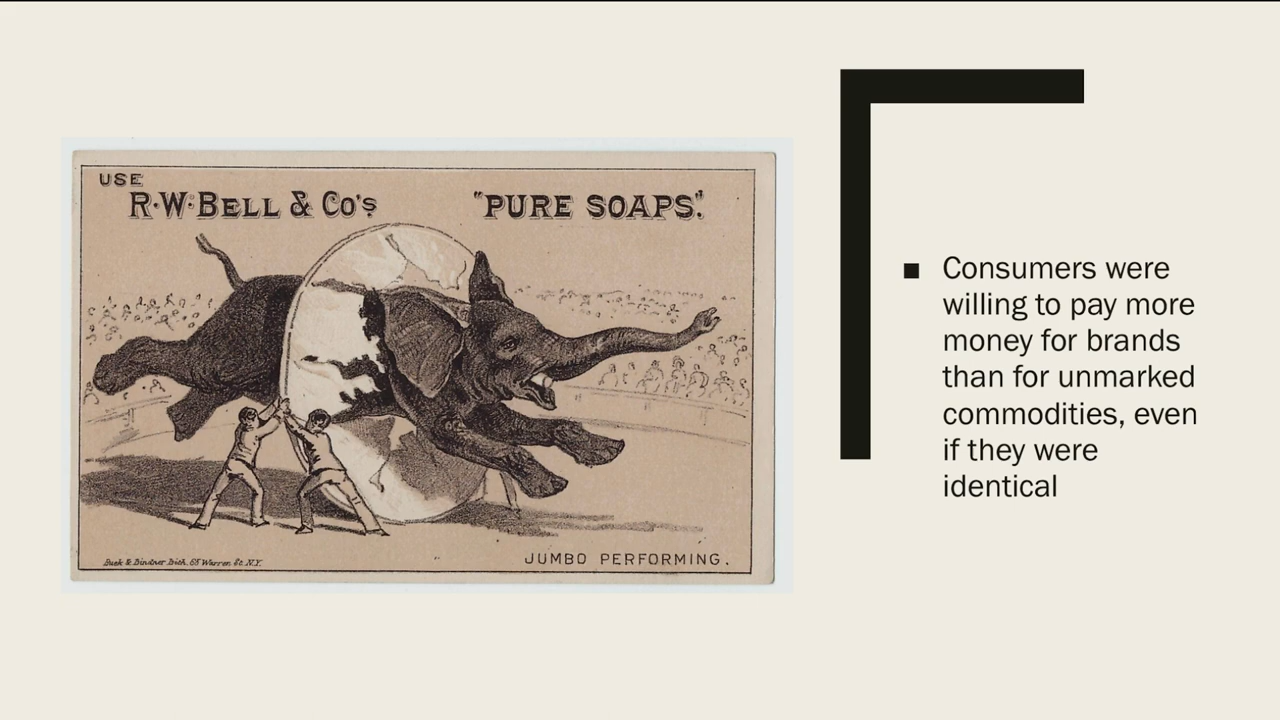 USE
R.W. BELL & CO'S "PURE SOAPS."
JUMBO PERFORMING.
Buek & Lindner Lith. 65 Warren St. N.Y.
Consumers were
willing to pay more
money for brands
than for unmarked
commodities, even
if they were
identical